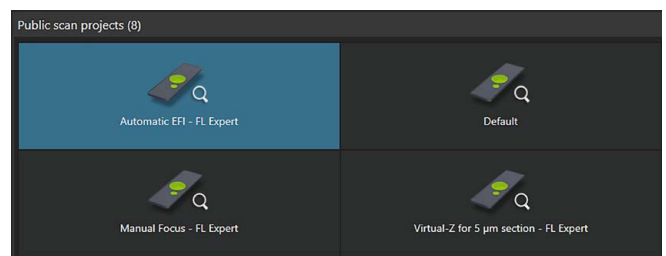 Public scan projects (8)
Automatic EFI - FL Expert
Default
Manual Focus - FL Expert
Virtual-Z for 5 µm section - FL Expert